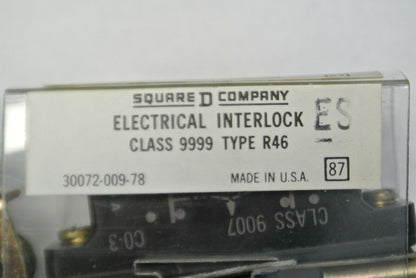 SQUARE D COMPANY
ELECTRICAL INTERLOCK ES
CLASS 9999 TYPE R46
30072-009-78 MADE IN U.S.A. 87
CO-3 CLASS 9007